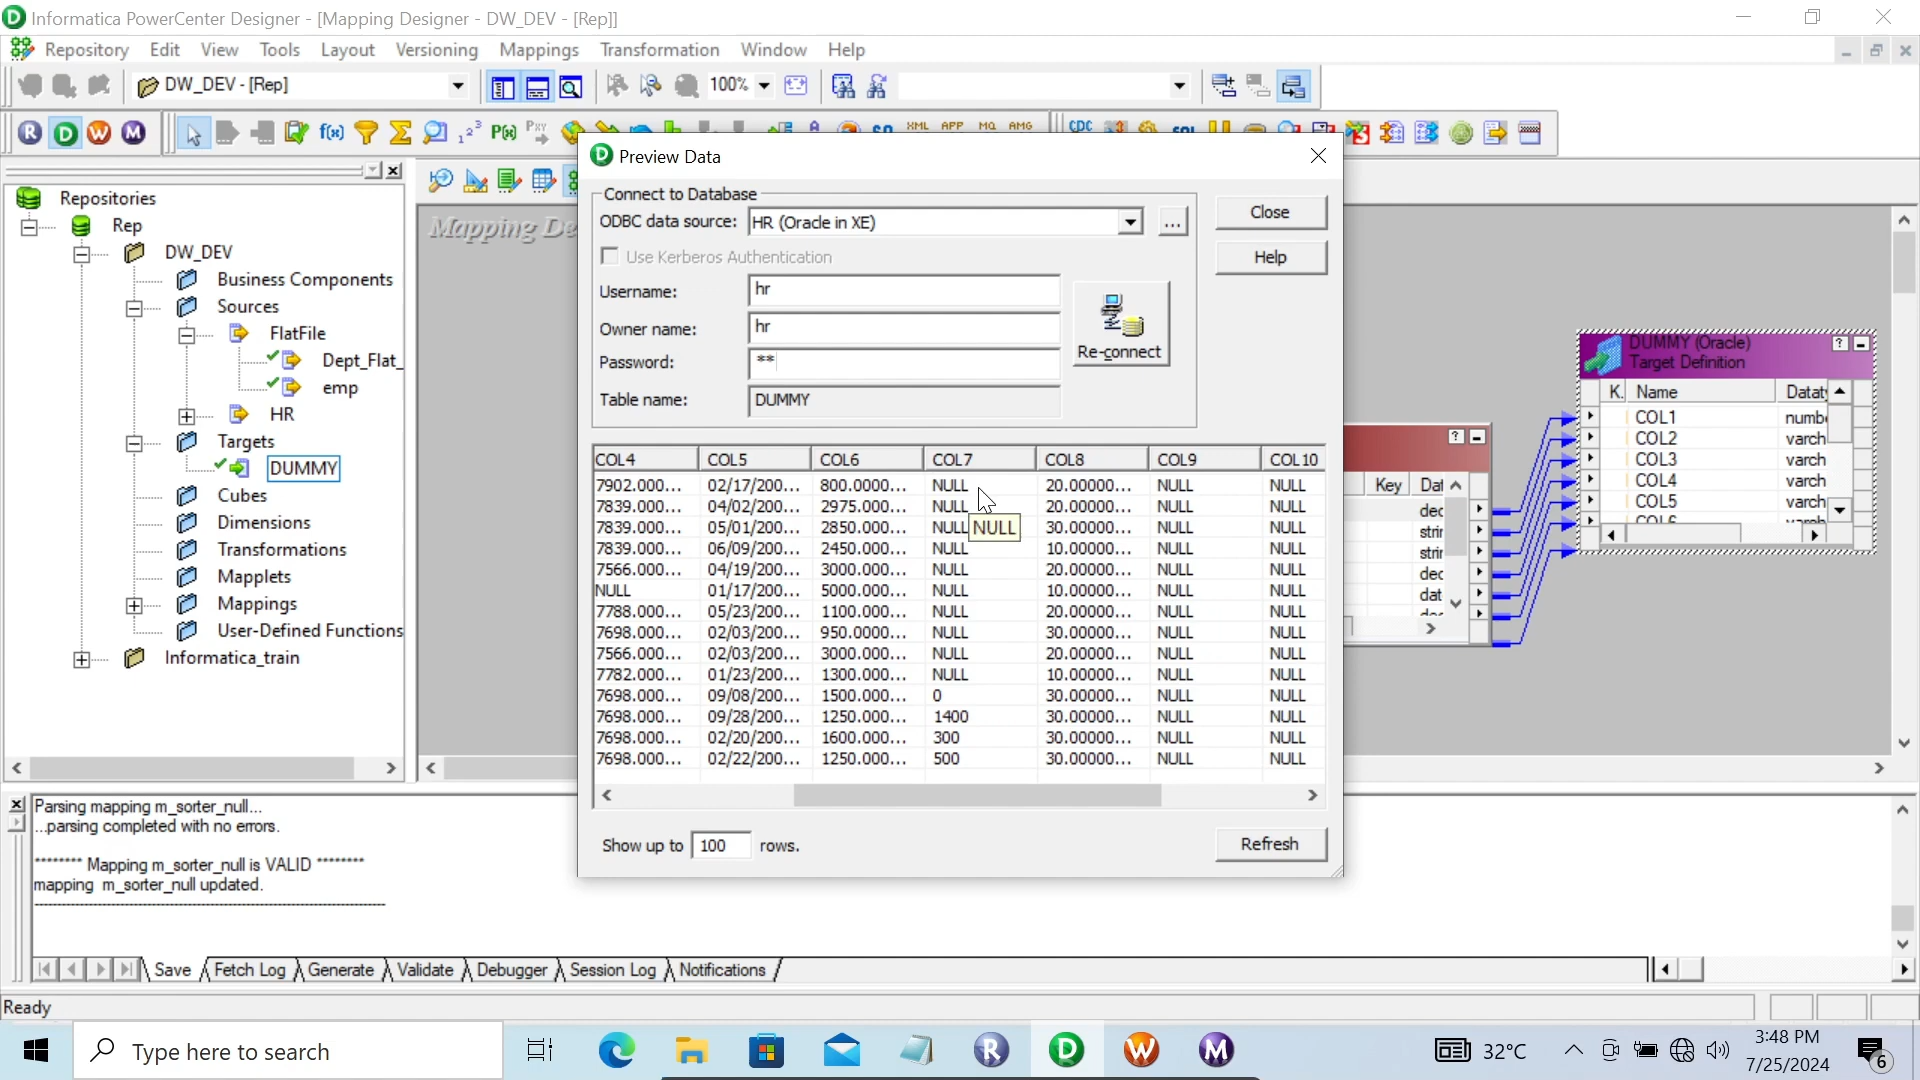 Informatica PowerCenter Designer - [Mapping Designer - DW_DEV - [Rep]]
Repository Edit View Tools Layout Versioning Mappings Transformation Window Help
DW_DEV - [Rep] 100%
Preview Data
Connect to Database
ODBC data source: HR (Oracle in XE) ...
Use Kerberos Authentication
Username: hr
Owner name: hr
Password: **
Table name: DUMMY
Re-connect
Close
Help
COL4 COL5 COL6 COL7 COL8 COL9 COL10
7902.000... 02/17/200... 800.0000... NULL 20.00000... NULL NULL
7839.000... 04/02/200... 2975.000... NULL 20.00000... NULL NULL
7839.000... 05/01/200... 2850.000... NULL 30.00000... NULL NULL
7839.000... 06/09/200... 2450.000... NULL 10.00000... NULL NULL
7566.000... 04/19/200... 3000.000... NULL 20.00000... NULL NULL
NULL 01/17/200... 5000.000... NULL 10.00000... NULL NULL
7788.000... 05/23/200... 1100.000... NULL 20.00000... NULL NULL
7698.000... 02/03/200... 950.0000... NULL 30.00000... NULL NULL
7566.000... 02/03/200... 3000.000... NULL 20.00000... NULL NULL
7782.000... 01/23/200... 1300.000... NULL 10.00000... NULL NULL
7698.000... 09/08/200... 1500.000... 0 30.00000... NULL NULL
7698.000... 09/28/200... 1250.000... 1400 30.00000... NULL NULL
7698.000... 02/20/200... 1600.000... 300 30.00000... NULL NULL
7698.000... 02/22/200... 1250.000... 500 30.00000... NULL NULL
NULL
Show up to 100 rows.
Refresh
Repositories
Rep
DW_DEV
Business Components
Sources
FlatFile
Dept_Flat_
emp
HR
Targets
DUMMY
Cubes
Dimensions
Transformations
Mapplets
Mappings
User-Defined Functions
Informatica_train
Mapping De
DUMMY (Oracle)
Target Definition
K. Name Datat
COL1 numb
COL2 varch
COL3 varch
COL4 varch
COL5 varch
Key Dat
dec
strir
strir
dec
dat
Parsing mapping m_sorter_null...
...parsing completed with no errors.
******** Mapping m_sorter_null is VALID ********
mapping m_sorter_null updated.
Save Fetch Log Generate Validate Debugger Session Log Notifications
Ready
Type here to search
32°C
3:48 PM
7/25/2024
6